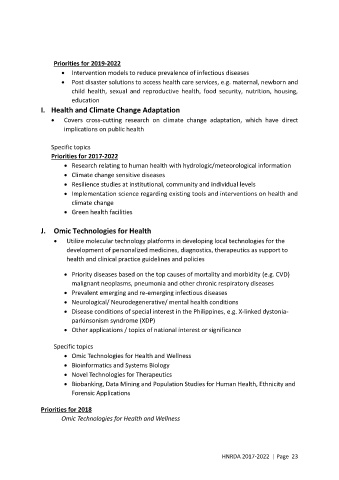 Priorities for 2019-2022
• Intervention models to reduce prevalence of infectious diseases
• Post disaster solutions to access health care services, e.g. maternal, newborn and
child health, sexual and reproductive health, food security, nutrition, housing,
education
I. Health and Climate Change Adaptation
• Covers cross-cutting research on climate change adaptation, which have direct
implications on public health
Specific topics
Priorities for 2017-2022
• Research relating to human health with hydrologic/meteorological information
• Climate change sensitive diseases
• Resilience studies at institutional, community and individual levels
• Implementation science regarding existing tools and interventions on health and
climate change
• Green health facilities
J. Omic Technologies for Health
• Utilize molecular technology platforms in developing local technologies for the
development of personalized medicines, diagnostics, therapeutics as support to
health and clinical practice guidelines and policies
• Priority diseases based on the top causes of mortality and morbidity (e.g. CVD)
malignant neoplasms, pneumonia and other chronic respiratory diseases
• Prevalent emerging and re-emerging infectious diseases
• Neurological/ Neurodegenerative/ mental health conditions
• Disease conditions of special interest in the Philippines, e.g. X-linked dystonia-
parkinsonism syndrome (XDP)
• Other applications / topics of national interest or significance
Specific topics
• Omic Technologies for Health and Wellness
• Bioinformatics and Systems Biology
• Novel Technologies for Therapeutics
• Biobanking, Data Mining and Population Studies for Human Health, Ethnicity and
Forensic Applications
Priorities for 2018
Omic Technologies for Health and Wellness
HNRDA 2017-2022 | Page 23